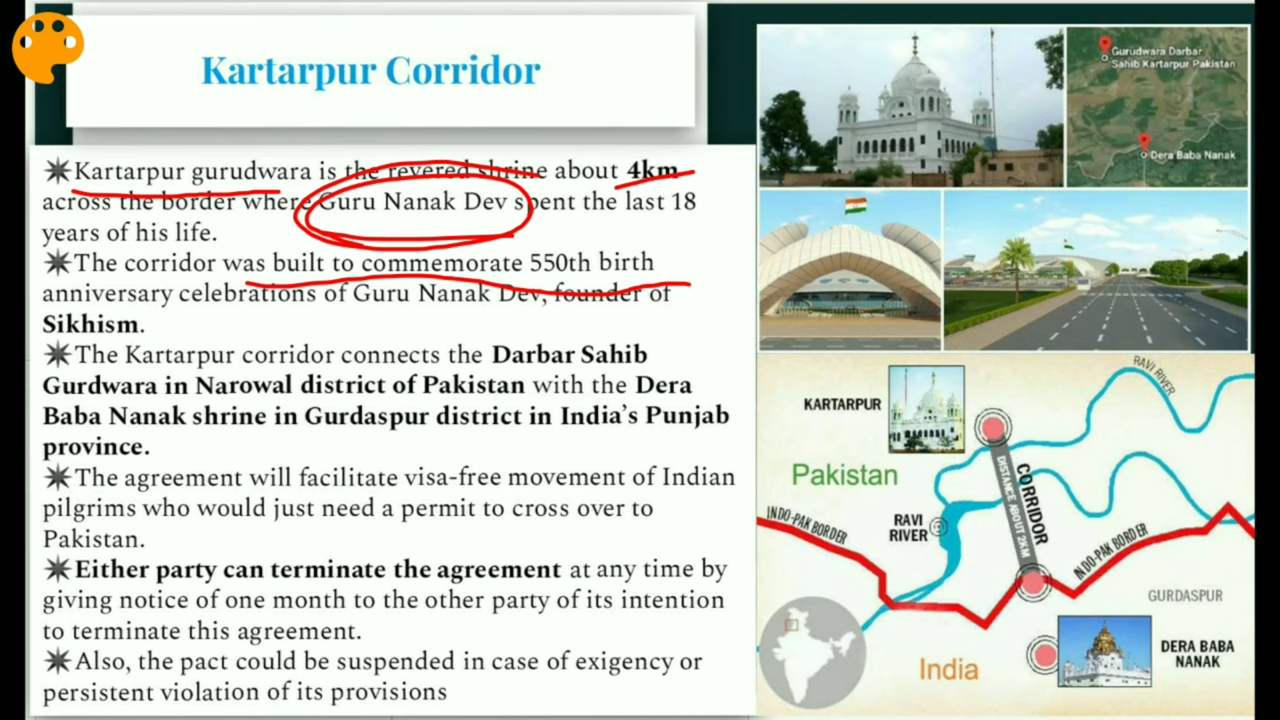 Kartarpur Corridor
✷Kartarpur gurudwara is the revered shrine about 4km
across the border where Guru Nanak Dev spent the last 18
years of his life.
✷The corridor was built to commemorate 550th birth
anniversary celebrations of Guru Nanak Dev, founder of
Sikhism.
✷The Kartarpur corridor connects the Darbar Sahib
Gurdwara in Narowal district of Pakistan with the Dera
Baba Nanak shrine in Gurdaspur district in India's Punjab
province.
✷The agreement will facilitate visa-free movement of Indian
pilgrims who would just need a permit to cross over to
Pakistan.
✷Either party can terminate the agreement at any time by
giving notice of one month to the other party of its intention
to terminate this agreement.
✷Also, the pact could be suspended in case of exigency or
persistent violation of its provisions
Gurudwara Darbar
Sahib Kartarpur Pakistan
Dera Baba Nanak
RAVI RIVER
KARTARPUR
Pakistan
CORRIDOR
DISTANCE ABOUT 2KM
INDO-PAK BORDER
RAVI
RIVER
INDO-PAK BORDER
GURDASPUR
India
DERA BABA
NANAK